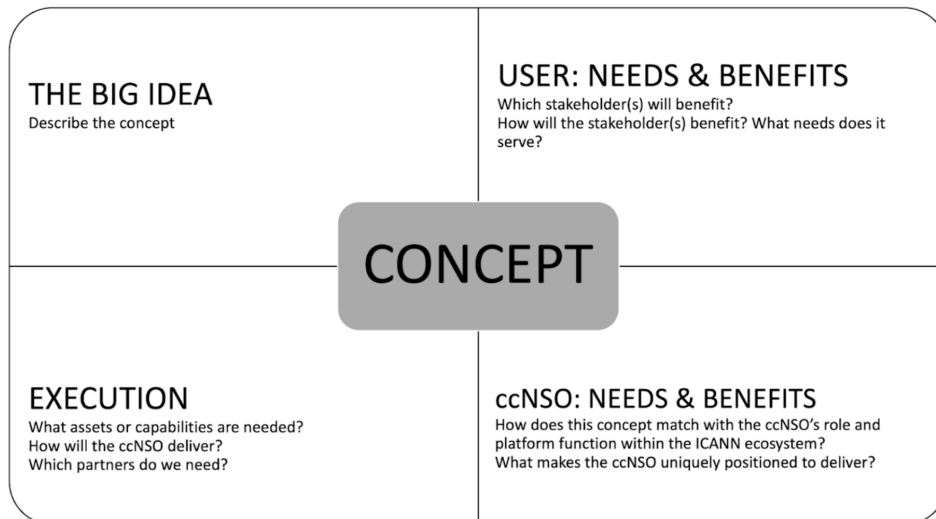 THE BIG IDEA
Describe the concept
USER: NEEDS & BENEFITS
Which stakeholder(s) will benefit?
How will the stakeholder(s) benefit? What needs does it
serve?
CONCEPT
EXECUTION
What assets or capabilities are needed?
How will the ccNSO deliver?
Which partners do we need?
ccNSO: NEEDS & BENEFITS
How does this concept match with the ccNSO's role and
platform function within the ICANN ecosystem?
What makes the ccNSO uniquely positioned to deliver?